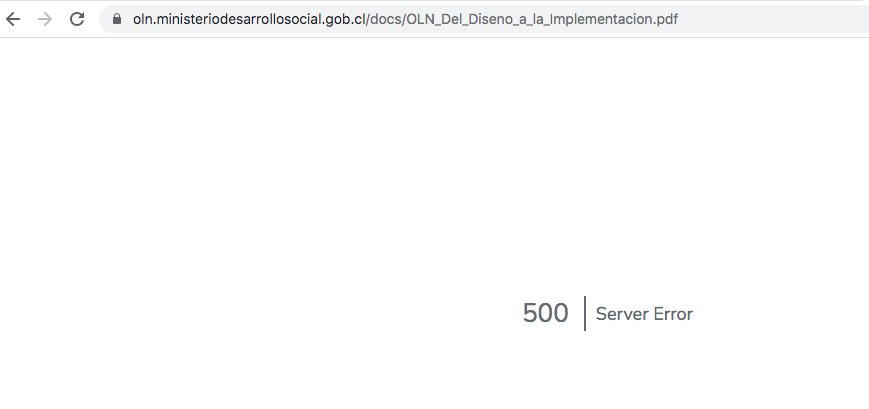 oln.ministeriodesarrollosocial.gob.cl/docs/OLN_Del_Diseno_a_la_Implementacion.pdf
500 | Server Error